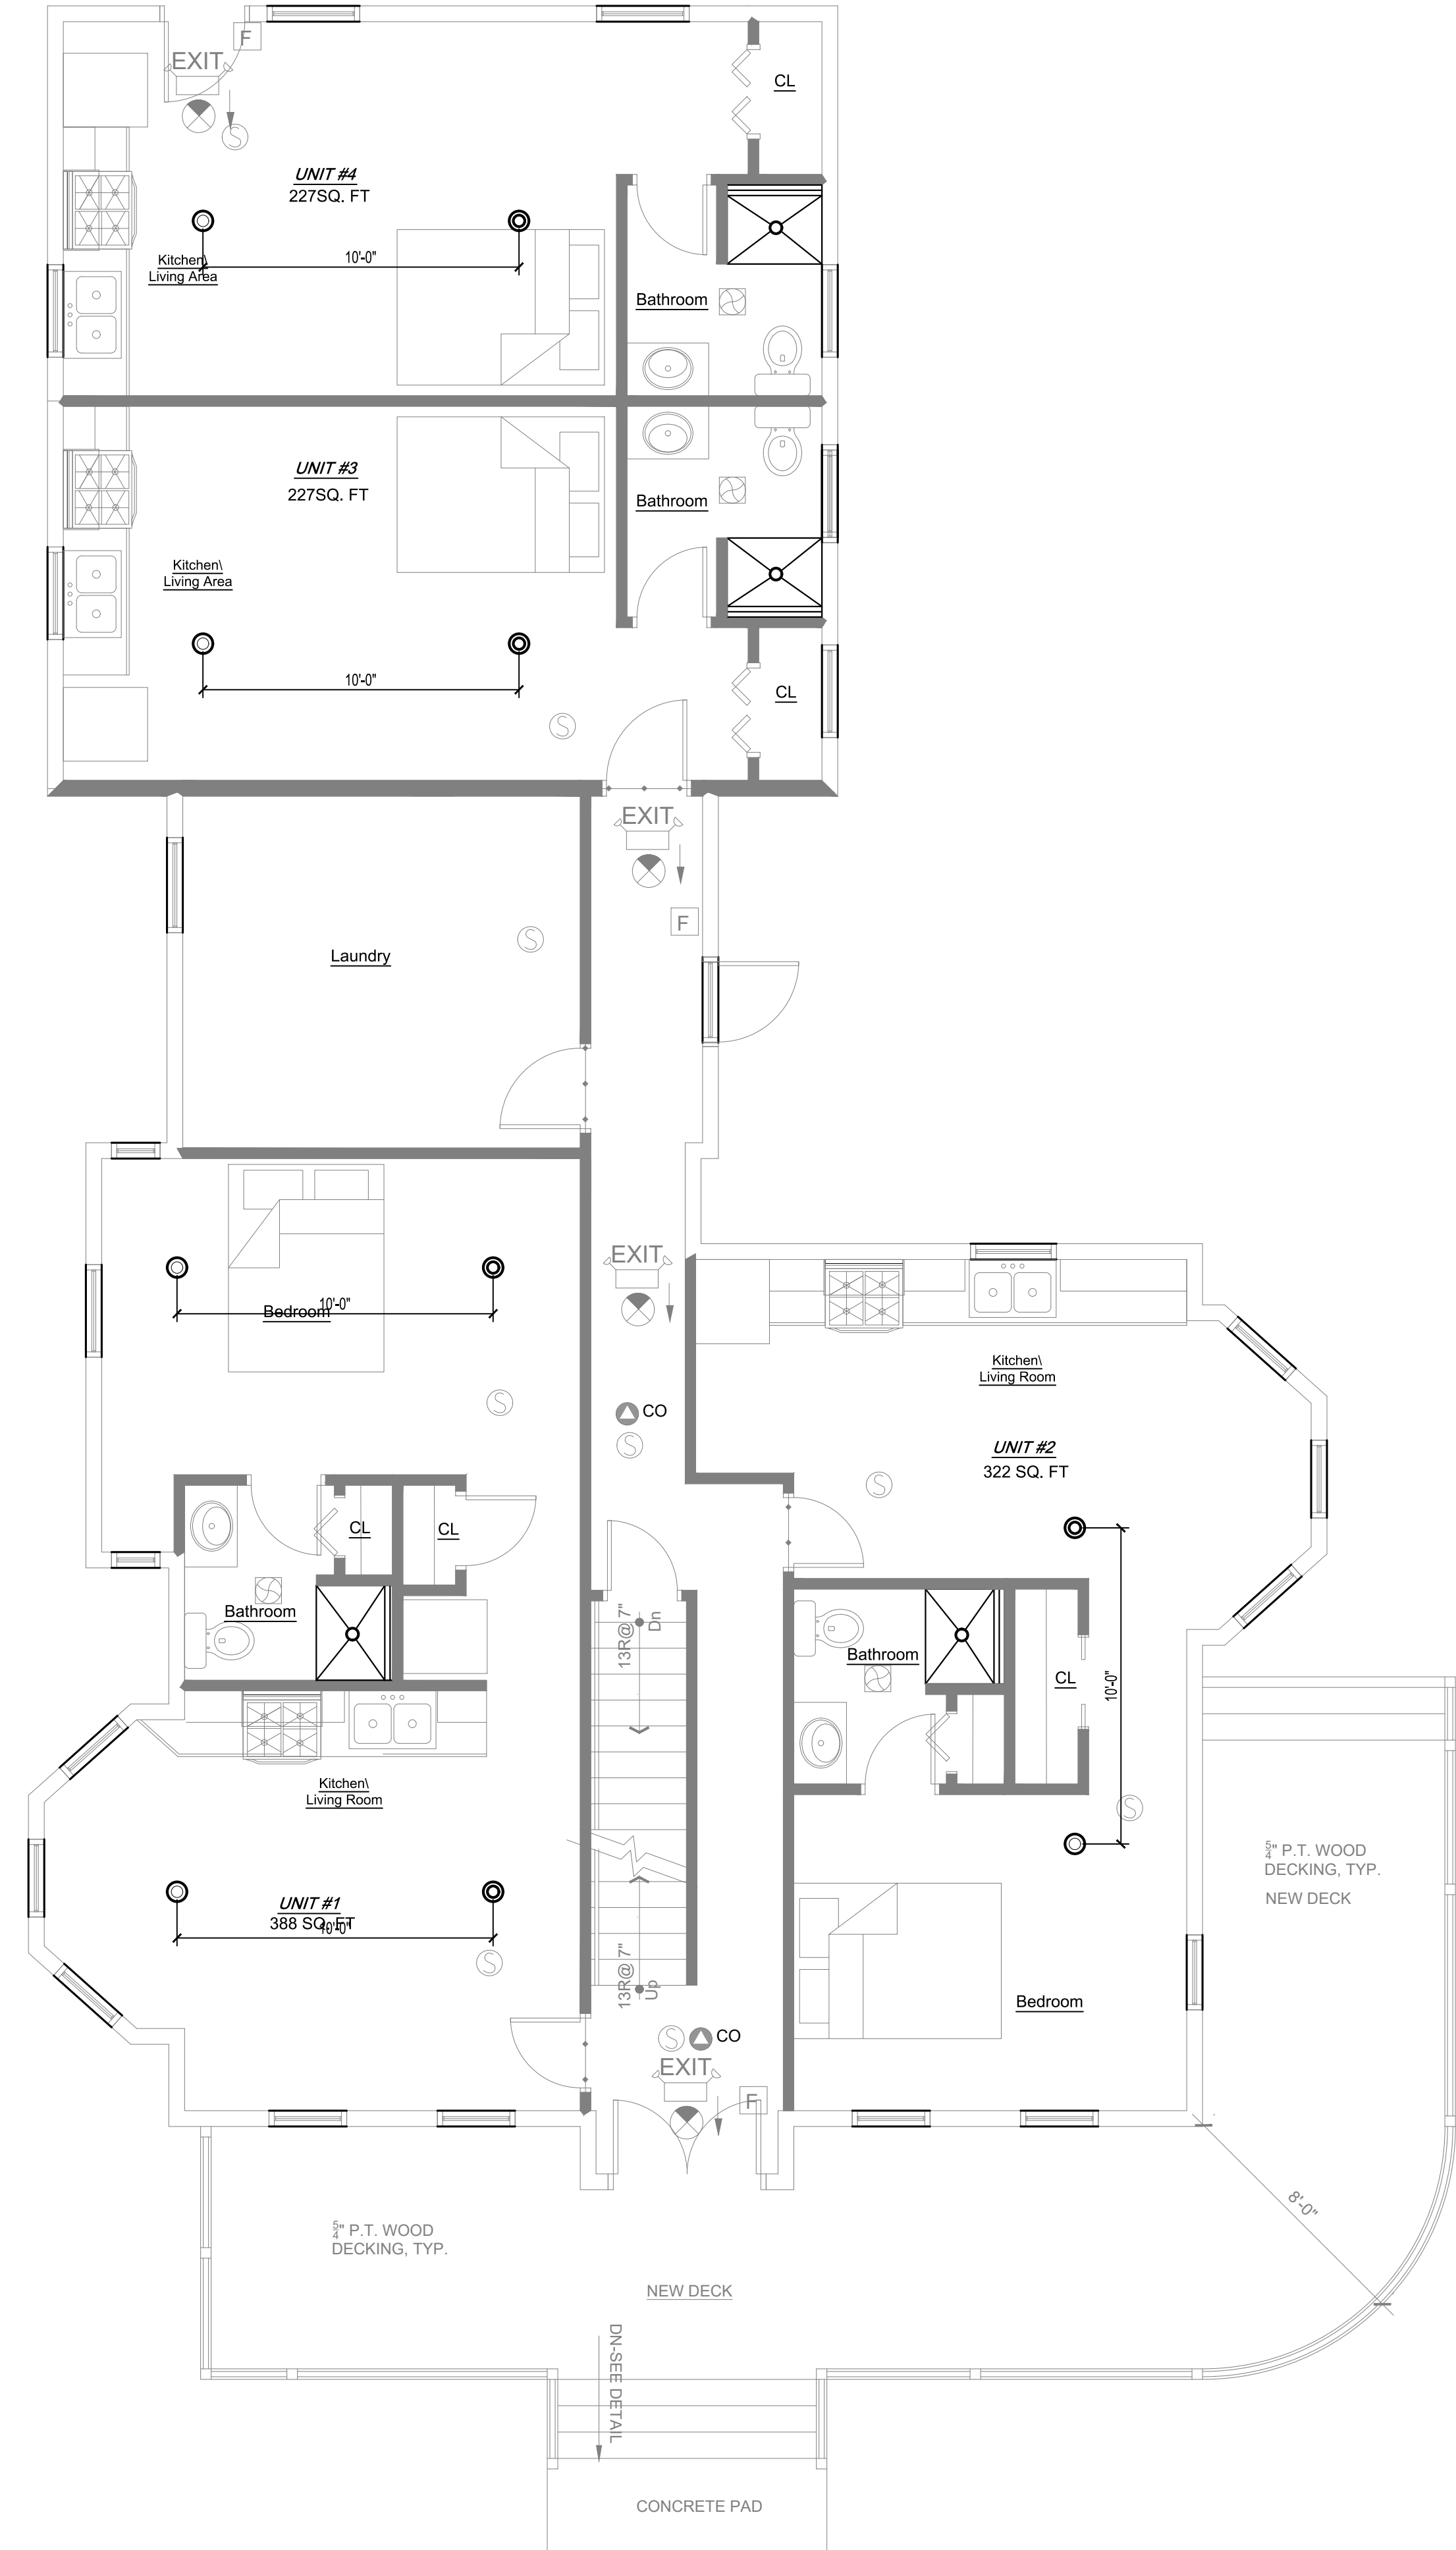 F
EXIT
CL
S
UNIT #4
227SQ. FT
10'-0"
Kitchen\
Living Area
Bathroom
UNIT #3
227SQ. FT
Bathroom
Kitchen\
Living Area
10'-0"
CL
S
EXIT
F
S
Laundry
EXIT
10'-0"
Bedroom
Kitchen\
Living Room
S
CO
S
UNIT #2
322 SQ. FT
S
CL
CL
Bathroom
13R@ 7"
Dn
Bathroom
CL
10'-0"
Kitchen\
Living Room
S
5/4" P.T. WOOD
DECKING, TYP.
NEW DECK
UNIT #1
388 SQ. FT
10'-0"
S
13R@ 7"
Up
Bedroom
S
CO
EXIT
F
8'-0"
5/4" P.T. WOOD
DECKING, TYP.
NEW DECK
DN-SEE DETAIL
CONCRETE PAD